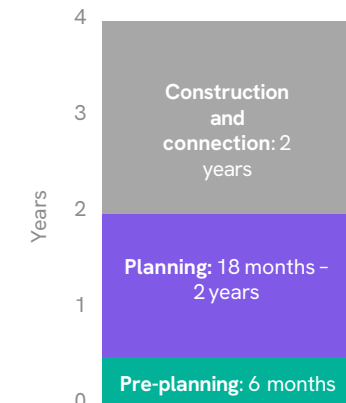 4
Construction
and
connection: 2
years
3
2
Years
Planning: 18 months –
2 years
1
Pre-planning: 6 months
0